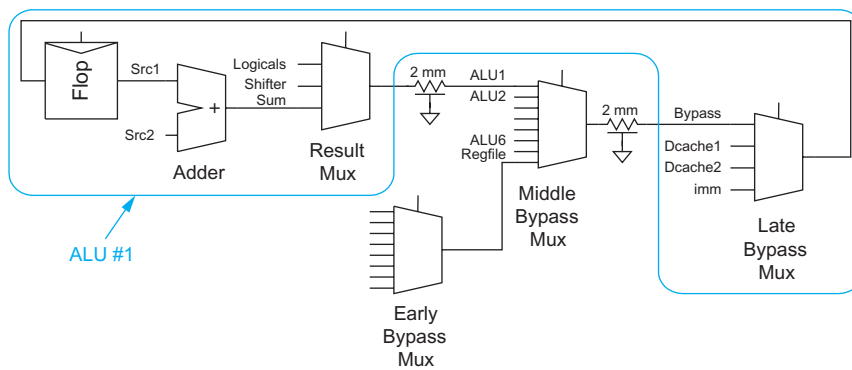 Flop
Src1
Src2
+
Adder
Logicals
Shifter
Sum
Result
Mux
2 mm
ALU1
ALU2
ALU6
Regfile
Middle
Bypass
Mux
2 mm
Bypass
Dcache1
Dcache2
imm
Late
Bypass
Mux
Early
Bypass
Mux
ALU #1